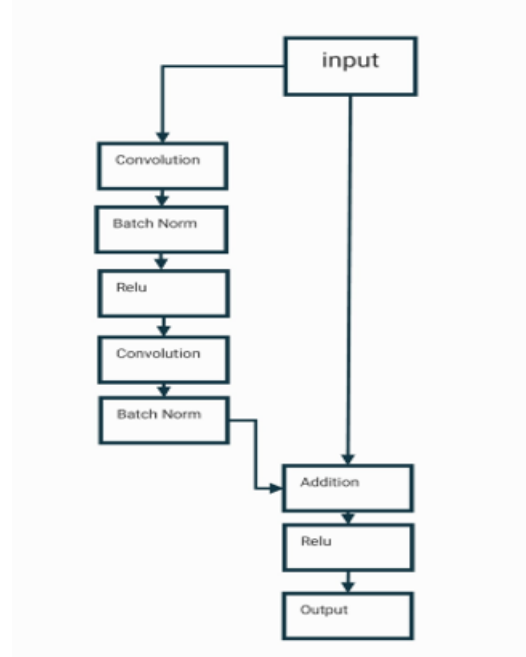 input
Convolution
Batch Norm
Relu
Convolution
Batch Norm
Addition
Relu
Output